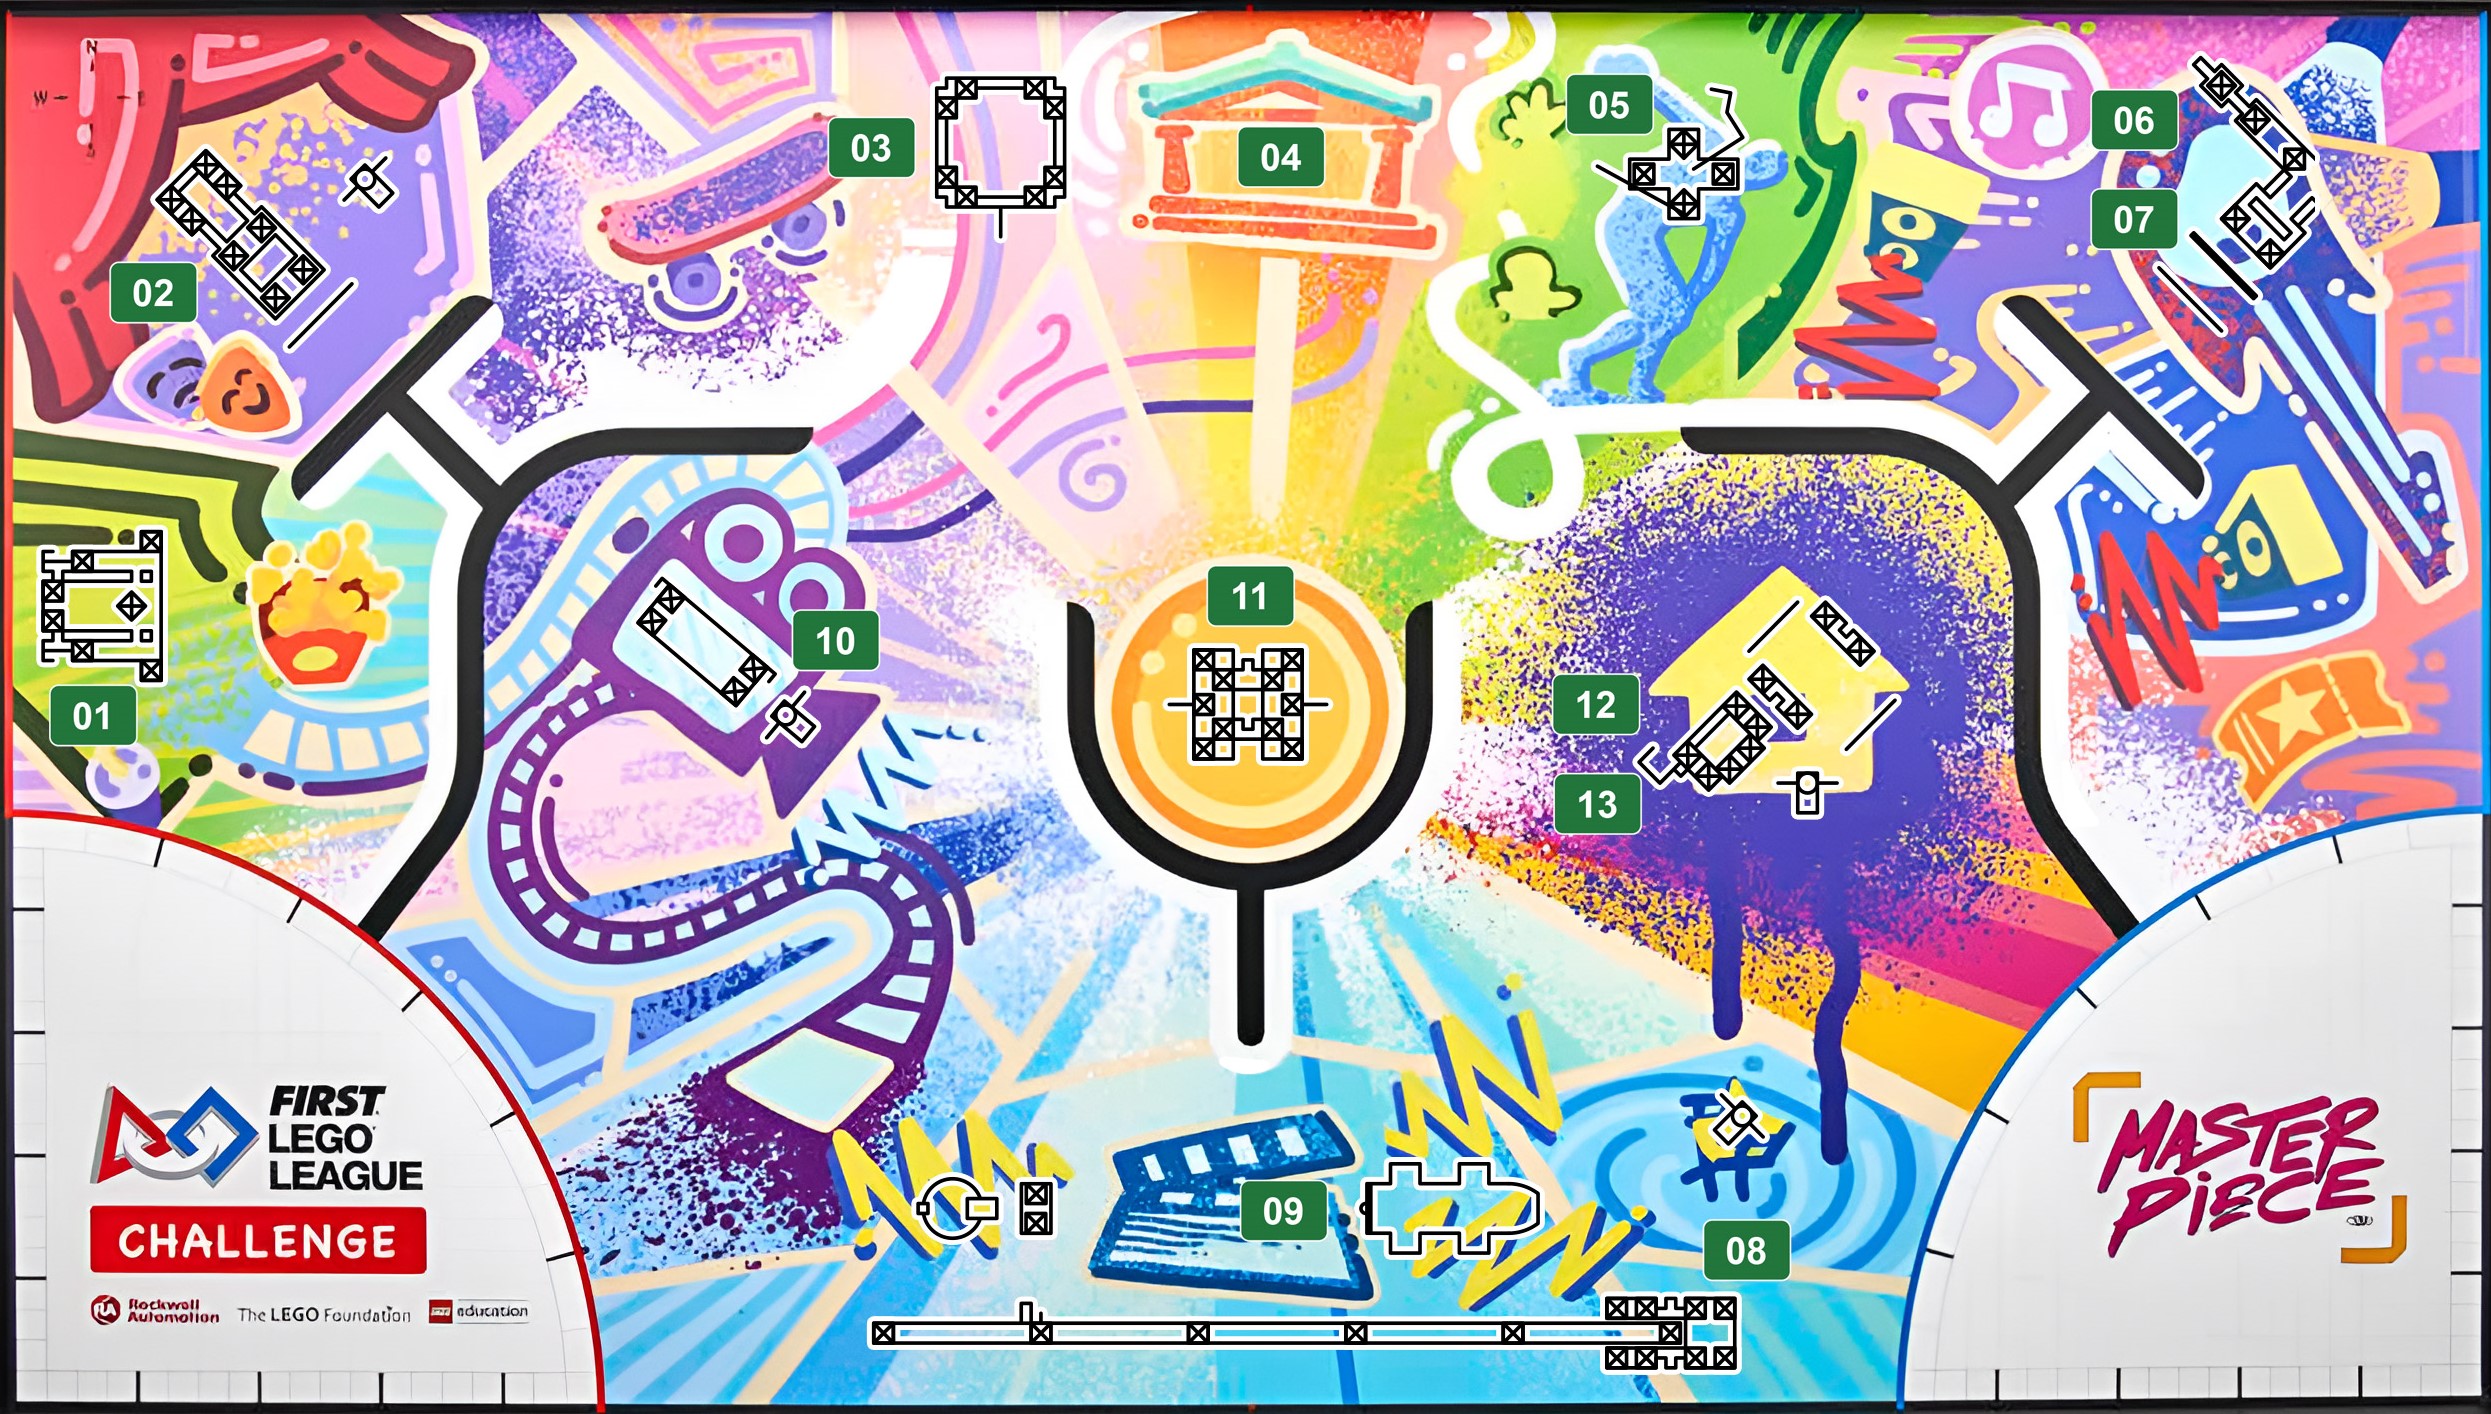 N
W
E
03
04
05
06
07
02
10
11
12
13
01
09
08
FIRST
LEGO
LEAGUE
CHALLENGE
Rockwell
Automation
The LEGO Foundation
education
MASTER
PIECE